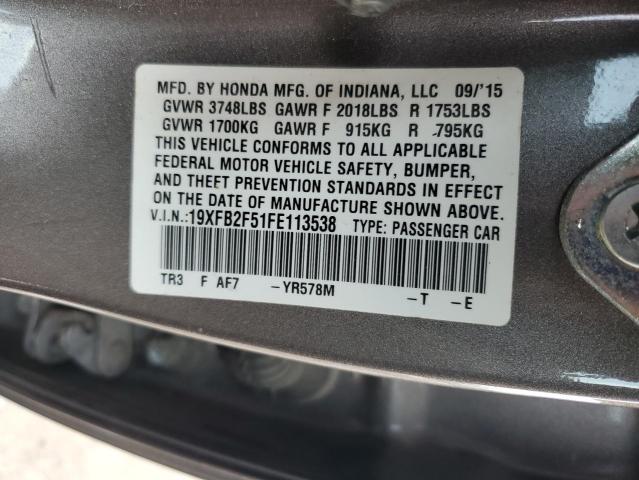 MFD. BY HONDA MFG. OF INDIANA, LLC 09/'15
GVWR 3748LBS GAWR F 2018LBS R 1753LBS
GVWR 1700KG GAWR F 915KG R 795KG
THIS VEHICLE CONFORMS TO ALL APPLICABLE
FEDERAL MOTOR VEHICLE SAFETY, BUMPER,
AND THEFT PREVENTION STANDARDS IN EFFECT
ON THE DATE OF MANUFACTURE SHOWN ABOVE.
V.I.N.:19XFB2F51FE113538 TYPE: PASSENGER CAR
TR3 F AF7 -YR578M -T -E